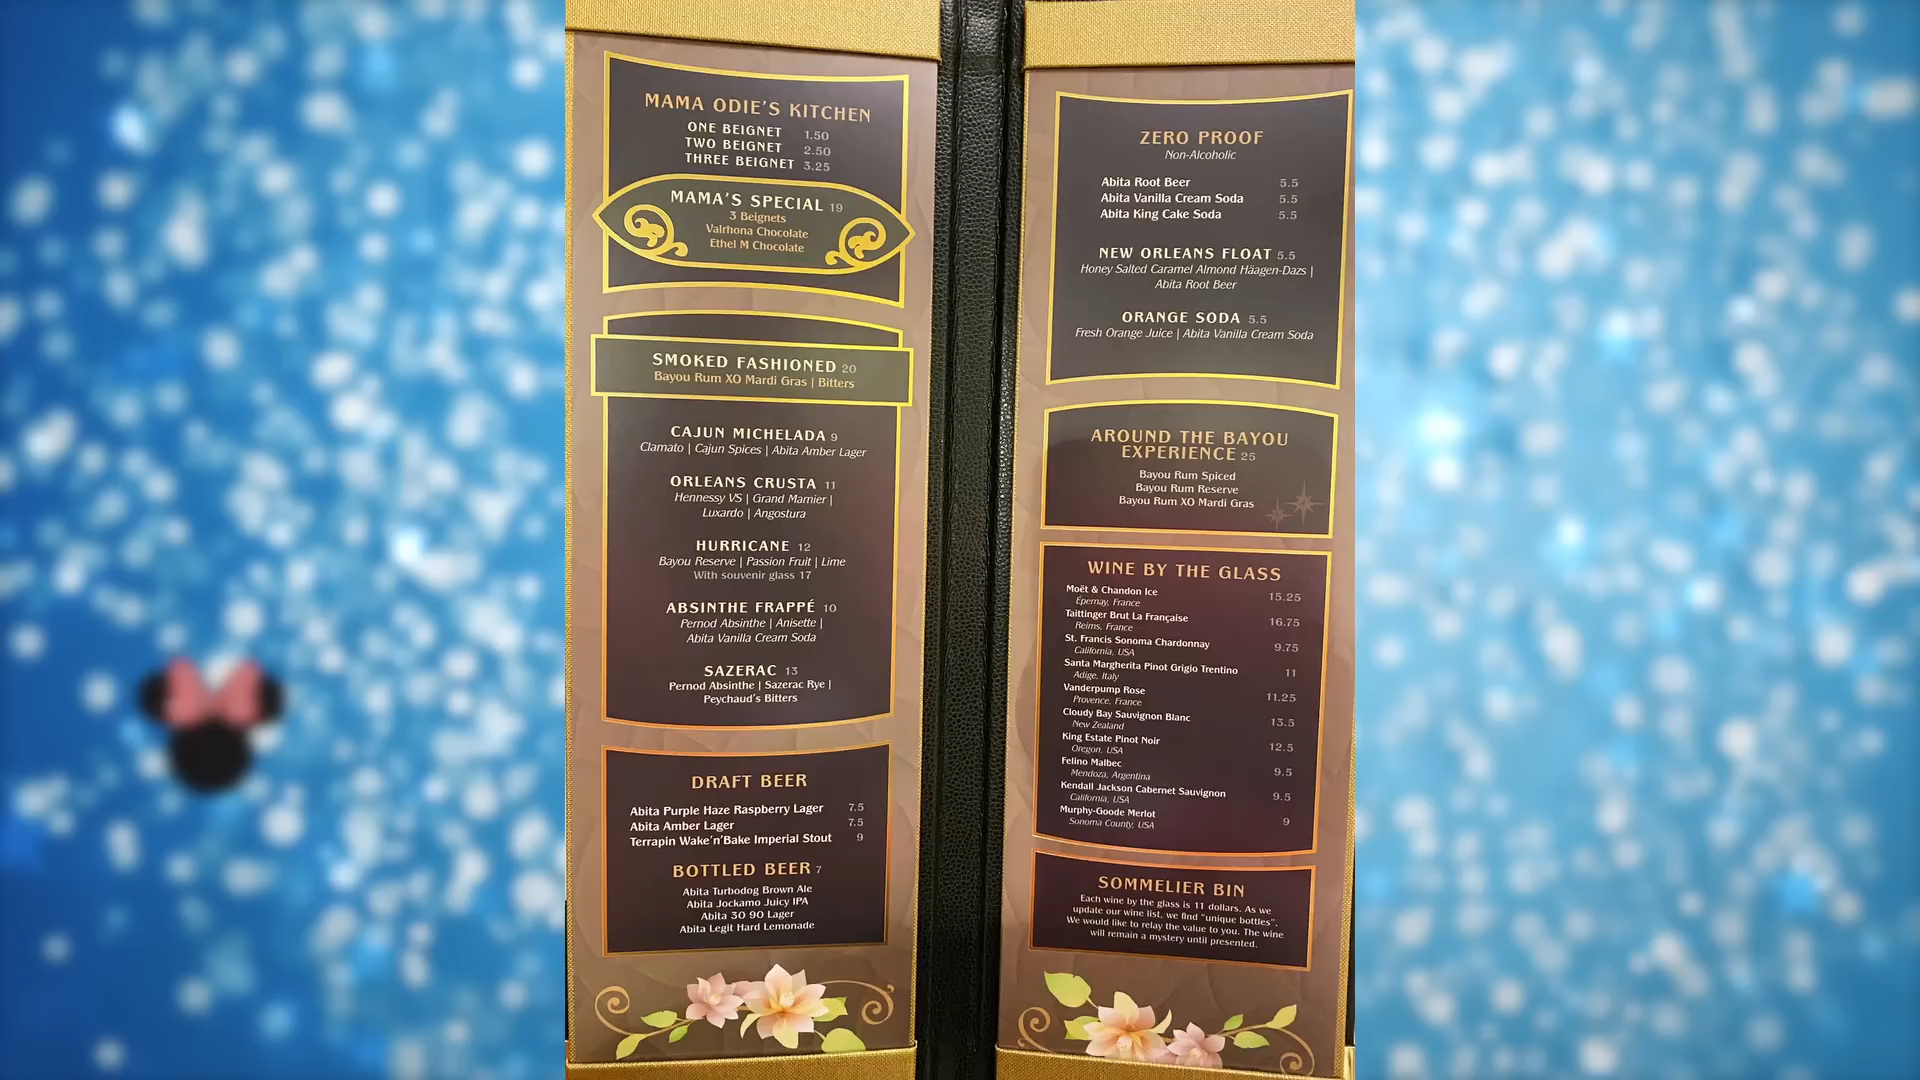 MAMA ODIE'S KITCHEN
ONE BEIGNET 1.50
TWO BEIGNET 2.50
THREE BEIGNET 3.25
MAMA'S SPECIAL 19
3 Beignets
Valrhona Chocolate
Ethel M Chocolate
SMOKED FASHIONED 20
Bayou Rum XO Mardi Gras | Bitters
CAJUN MICHELADA 9
Clamato | Cajun Spices | Abita Amber Lager
ORLEANS CRUSTA 11
Hennessy VS | Grand Marnier |
Luxardo | Angostura
HURRICANE 12
Bayou Reserve | Passion Fruit | Lime
With souvenir glass 17
ABSINTHE FRAPPÉ 10
Pernod Absinthe | Anisette |
Abita Vanilla Cream Soda
SAZERAC 13
Pernod Absinthe | Sazerac Rye |
Peychaud's Bitters
DRAFT BEER
Abita Purple Haze Raspberry Lager 7.5
Abita Amber Lager 7.5
Terrapin Wake'n'Bake Imperial Stout 9
BOTTLED BEER 7
Abita Turbodog Brown Ale
Abita Jockamo Juicy IPA
Abita 30 90 Lager
Abita Legit Hard Lemonade
ZERO PROOF
Non-Alcoholic
Abita Root Beer 5.5
Abita Vanilla Cream Soda 5.5
Abita King Cake Soda 5.5
NEW ORLEANS FLOAT 5.5
Honey Salted Caramel Almond Häagen-Dazs |
Abita Root Beer
ORANGE SODA 5.5
Fresh Orange Juice | Abita Vanilla Cream Soda
AROUND THE BAYOU
EXPERIENCE 25
Bayou Rum Spiced
Bayou Rum Reserve
Bayou Rum XO Mardi Gras
WINE BY THE GLASS
Moët & Chandon Ice 15.25
Épernay, France
Taittinger Brut La Française 16.75
Reims, France
St. Francis Sonoma Chardonnay 9.75
California, USA
Santa Margherita Pinot Grigio Trentino 11
Adige, Italy
Vanderpump Rose 11.25
Provence, France
Cloudy Bay Sauvignon Blanc 13.5
New Zealand
King Estate Pinot Noir 12.5
Oregon, USA
Felino Malbec 9.5
Mendoza, Argentina
Kendall Jackson Cabernet Sauvignon 9.5
California, USA
Murphy-Goode Merlot 9
Sonoma County, USA
SOMMELIER BIN
Each wine by the glass is 11 dollars. As we
update our wine list, we find "unique bottles".
We would like to relay the value to you. The wine
will remain a mystery until presented.